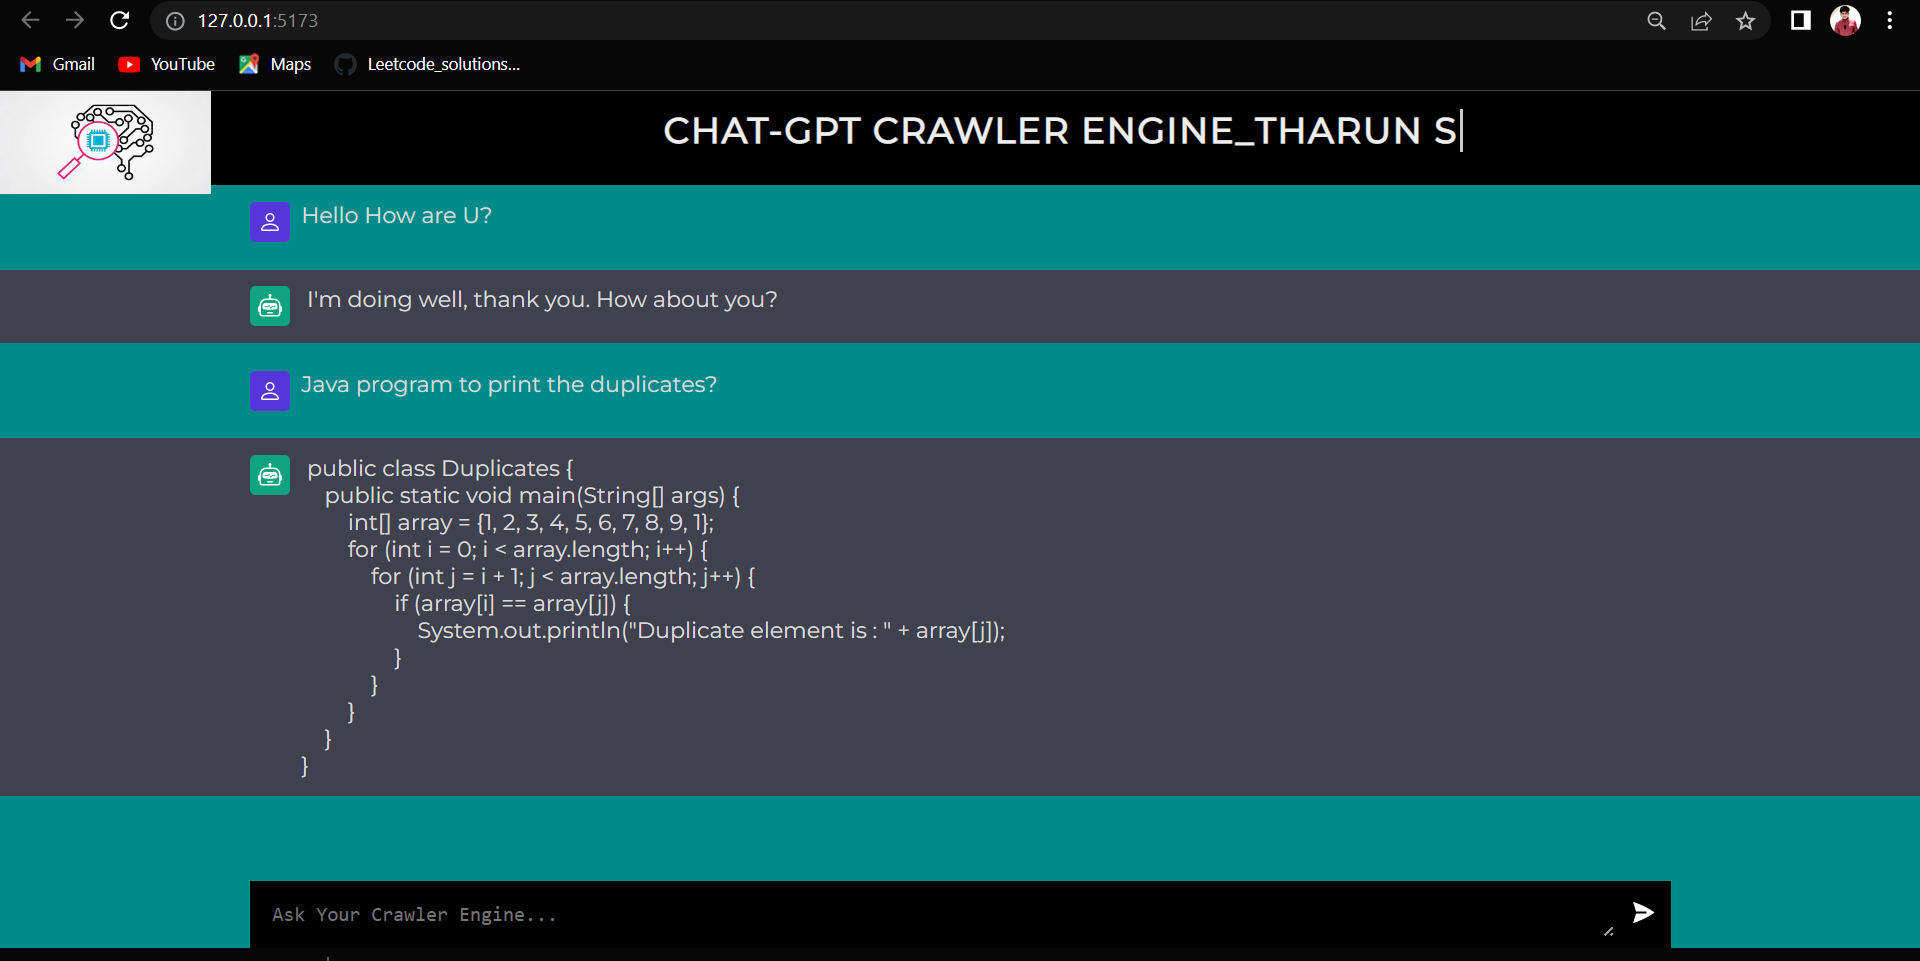 127.0.0.1:5173
Gmail YouTube Maps Leetcode_solutions...
CHAT-GPT CRAWLER ENGINE_THARUN S
Hello How are U?
I'm doing well, thank you. How about you?
Java program to print the duplicates?
public class Duplicates {
public static void main(String[] args) {
int[] array = {1, 2, 3, 4, 5, 6, 7, 8, 9, 1};
for (int i = 0; i < array.length; i++) {
for (int j = i + 1; j < array.length; j++) {
if (array[i] == array[j]) {
System.out.println("Duplicate element is : " + array[j]);
}
}
}
}
}
Ask Your Crawler Engine...